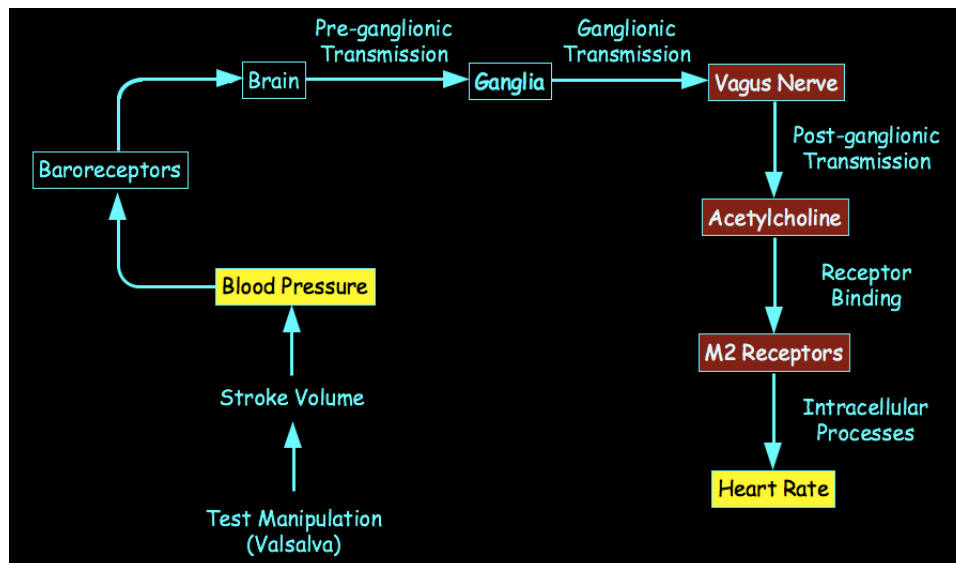 Pre-ganglionic
Transmission
Ganglionic
Transmission
Brain
Ganglia
Vagus Nerve
Post-ganglionic
Transmission
Baroreceptors
Acetylcholine
Blood Pressure
Receptor
Binding
M2 Receptors
Stroke Volume
Intracellular
Processes
Heart Rate
Test Manipulation
(Valsalva)